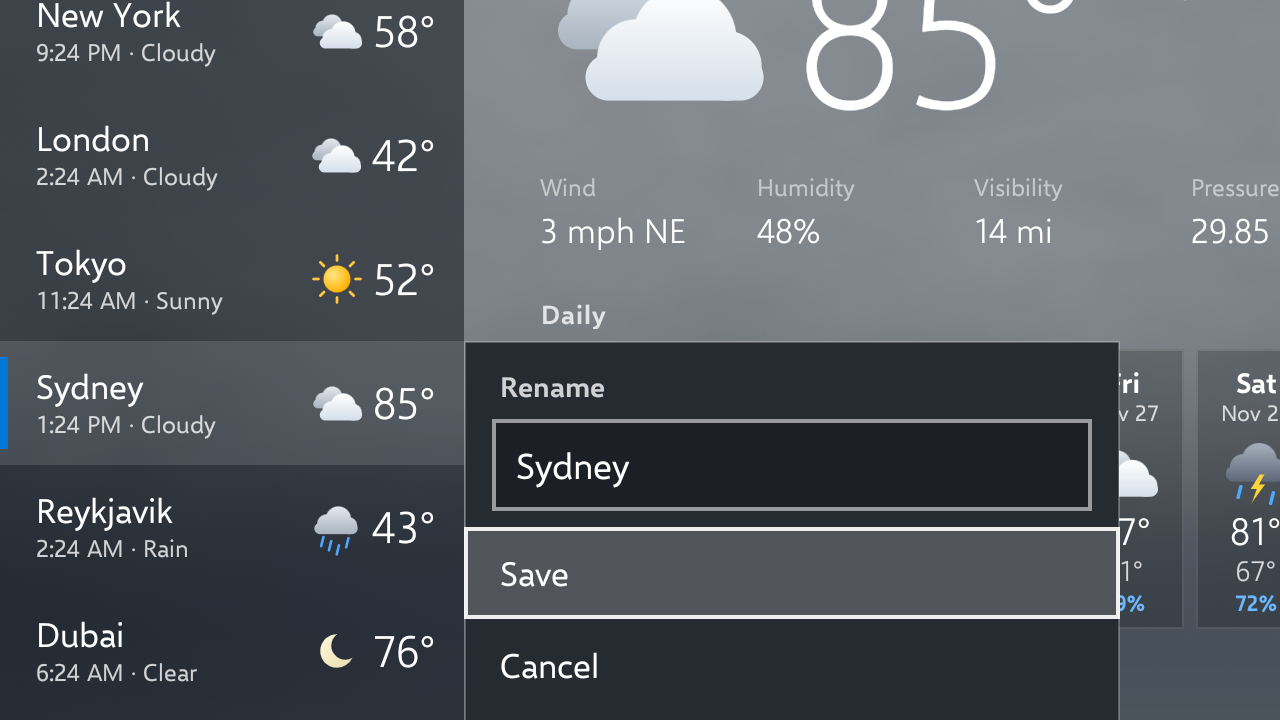 New York
9:24 PM · Cloudy
58°
London
2:24 AM · Cloudy
42°
Tokyo
11:24 AM · Sunny
52°
Sydney
1:24 PM · Cloudy
85°
Reykjavik
2:24 AM · Rain
43°
Dubai
6:24 AM · Clear
76°
85°
Wind
3 mph NE
Humidity
48%
Visibility
14 mi
Pressure
29.85
Daily
Rename
Sydney
Save
Cancel
Sat
81°
67°
72%